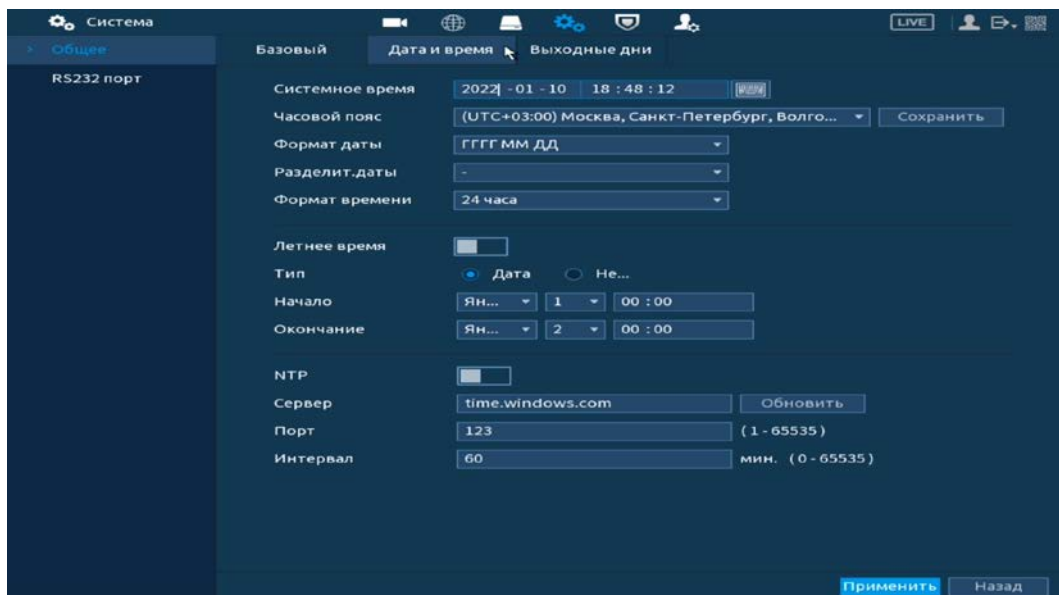 Система LIVE
Общее Базовый Дата и время Выходные дни
RS232 порт
Системное время 2022 - 01 - 10 18 : 48 : 12
Часовой пояс (UTC+03:00) Москва, Санкт-Петербург, Волго... Сохранить
Формат даты ГГГГ ММ ДД
Разделит.даты -
Формат времени 24 часа
Летнее время
Тип Дата Не...
Начало Ян... 1 00 : 00
Окончание Ян... 2 00 : 00
NTP
Сервер time.windows.com Обновить
Порт 123 (1 - 65535)
Интервал 60 мин. (0 - 65535)
Применить Назад